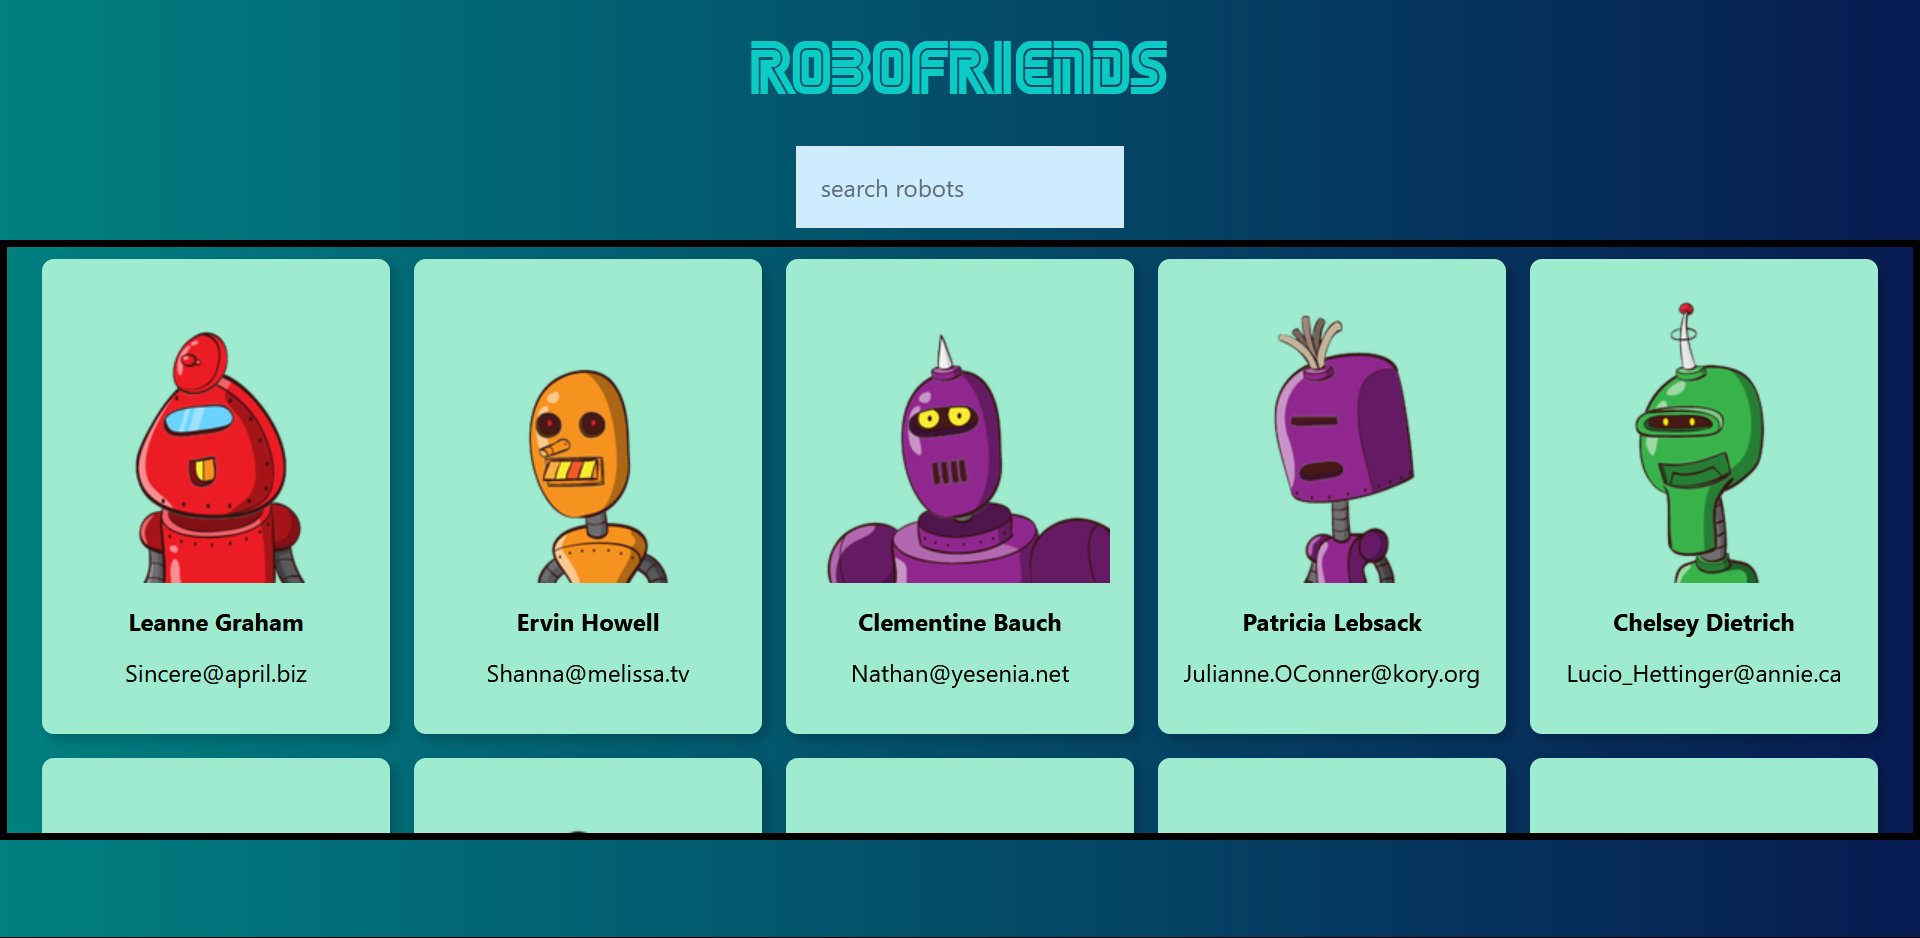 ROBOFRIENDS
search robots
Leanne Graham
Sincere@april.biz
Ervin Howell
Shanna@melissa.tv
Clementine Bauch
Nathan@yesenia.net
Patricia Lebsack
Julianne.OConner@kory.org
Chelsey Dietrich
Lucio_Hettinger@annie.ca